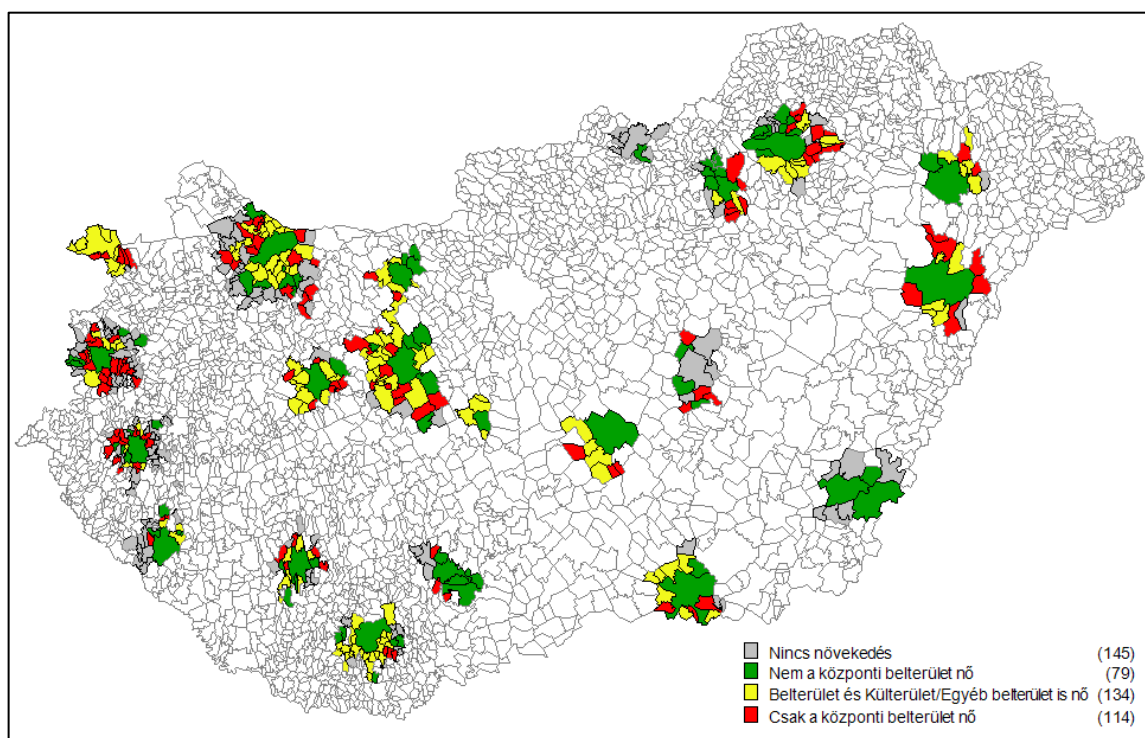 Nincs növekedés (145)
Nem a központi belterület nő (79)
Belterület és Külterület/Egyéb belterület is nő (134)
Csak a központi belterület nő (114)